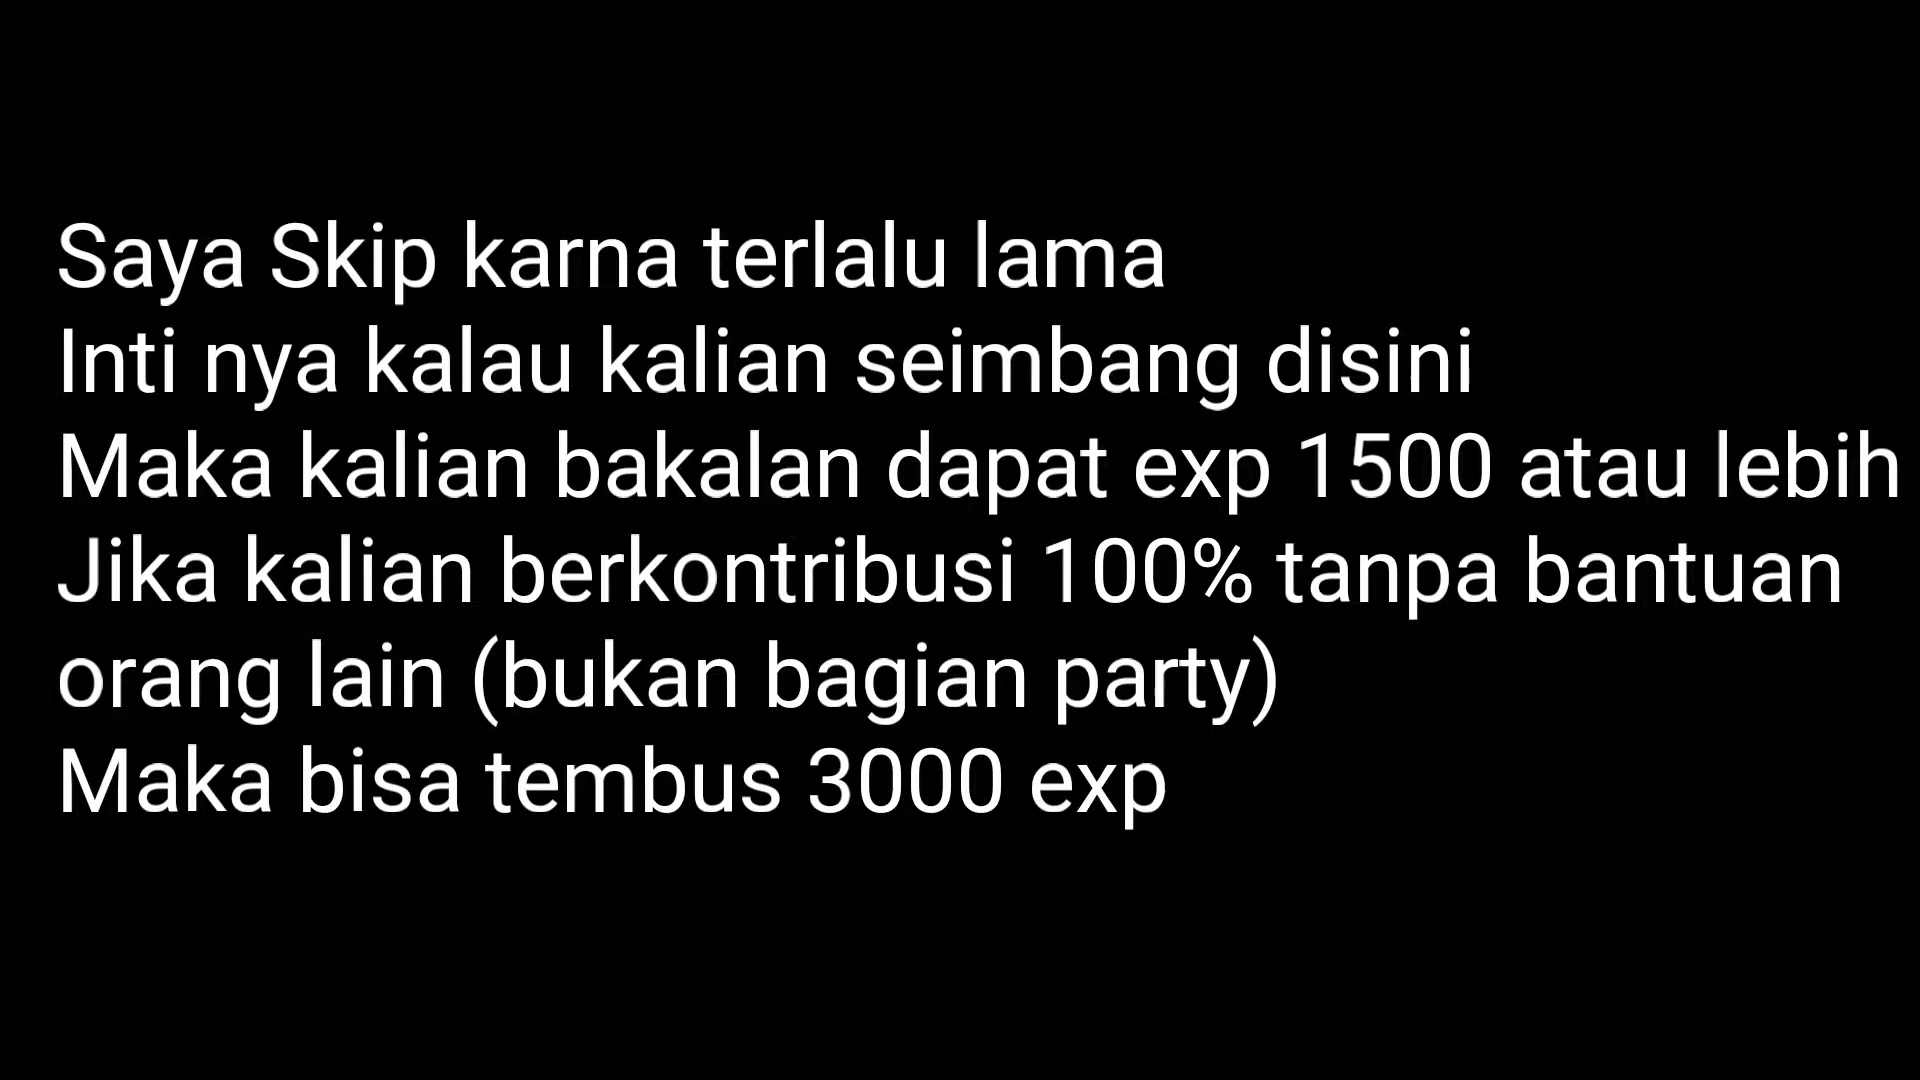 Saya Skip karna terlalu lama
Inti nya kalau kalian seimbang disini
Maka kalian bakalan dapat exp 1500 atau lebih
Jika kalian berkontribusi 100% tanpa bantuan
orang lain (bukan bagian party)
Maka bisa tembus 3000 exp